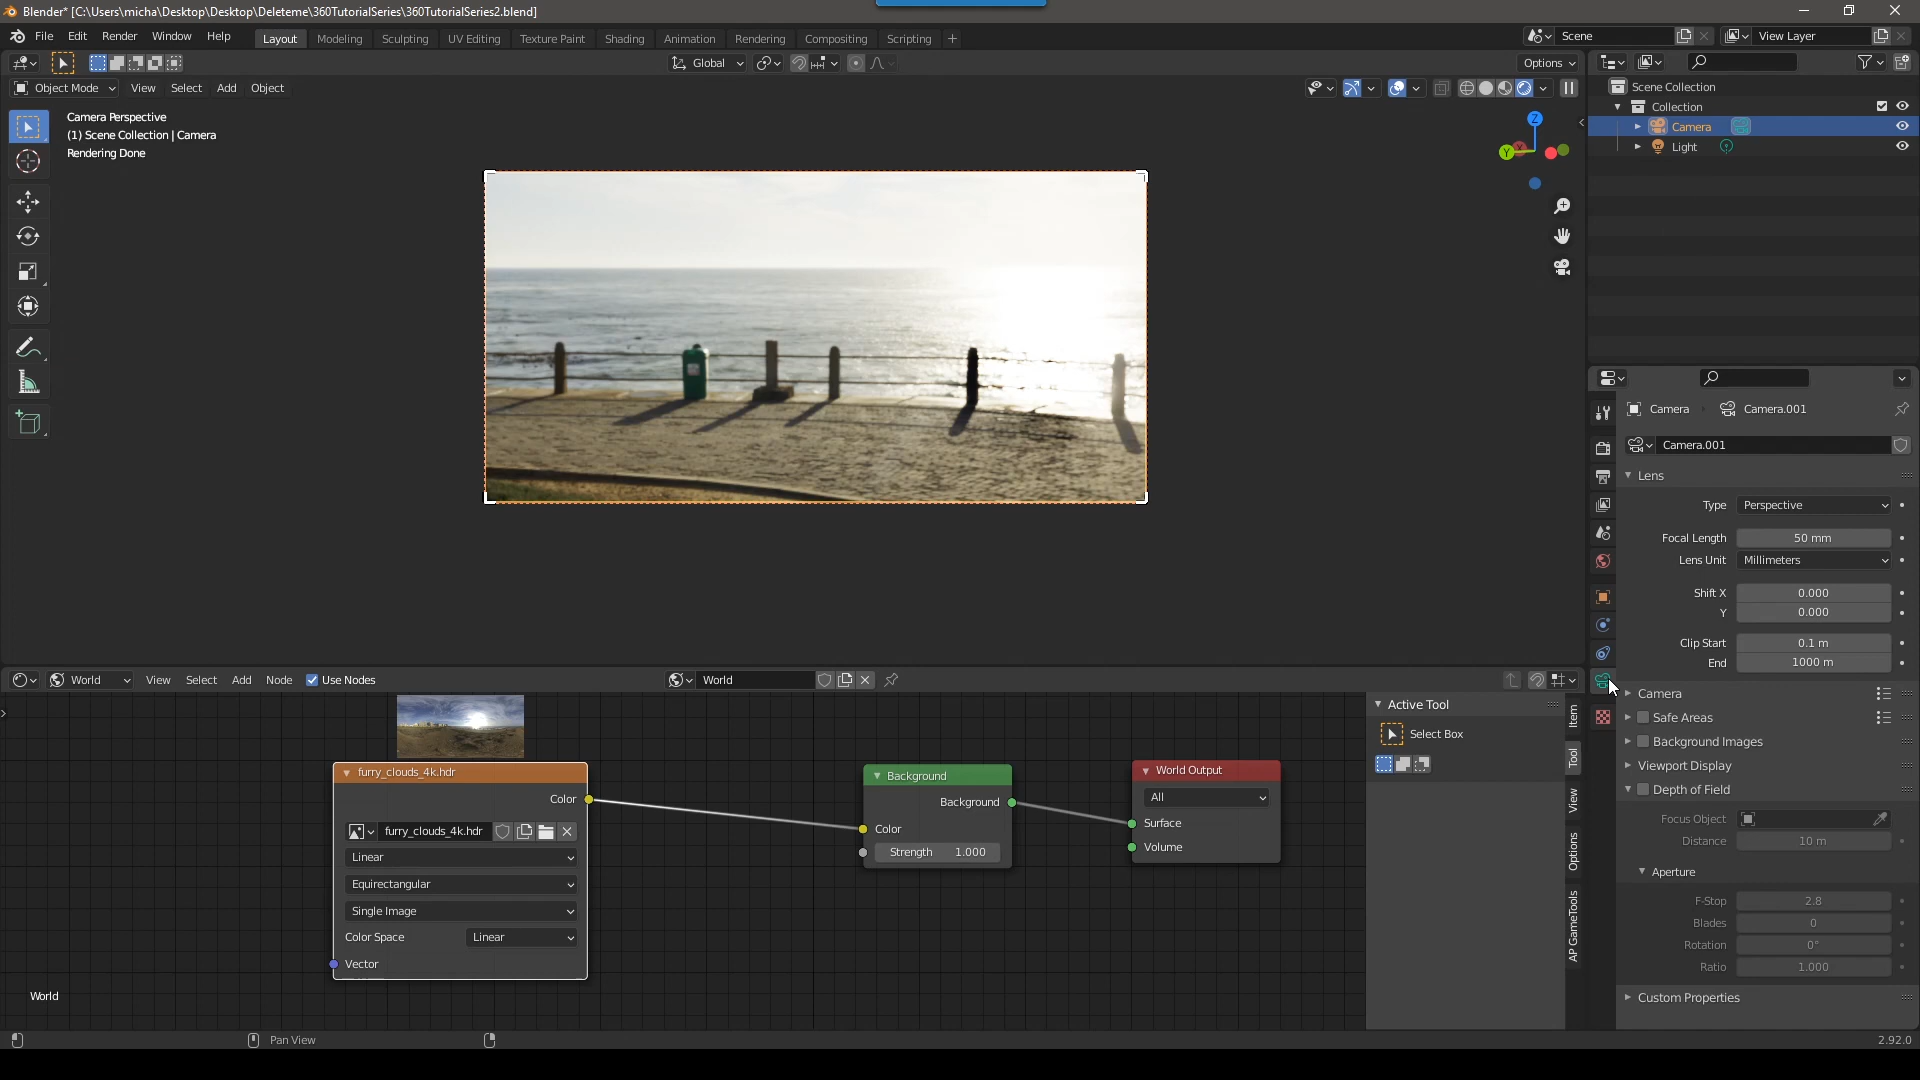 Blender* [C:\Users\micha\Desktop\Desktop\Deleteme\360TutorialSeries\360TutorialSeries2.blend]
File Edit Render Window Help Layout Modeling Sculpting UV Editing Texture Paint Shading Animation Rendering Compositing Scripting + Scene View Layer
Global Options
Object Mode View Select Add Object
Camera Perspective
(1) Scene Collection | Camera
Rendering Done
Z
Y
X
Scene Collection
Collection
Camera
Light
Camera Camera.001
Camera.001
Lens
Type Perspective
Focal Length 50 mm
Lens Unit Millimeters
Shift X 0.000
Y 0.000
Clip Start 0.1 m
End 1000 m
Camera
Safe Areas
Background Images
Viewport Display
Depth of Field
Focus Object
Distance 10 m
Aperture
F-Stop 2.8
Blades 0
Rotation 0°
Ratio 1.000
Custom Properties
World View Select Add Node Use Nodes World
furry_clouds_4k.hdr
Color
furry_clouds_4k.hdr
Linear
Equirectangular
Single Image
Color Space Linear
Vector
Background
Background
Color
Strength 1.000
World Output
All
Surface
Volume
Active Tool
Select Box
Item
Tool
View
Options
AP GameTools
World
Pan View
2.92.0